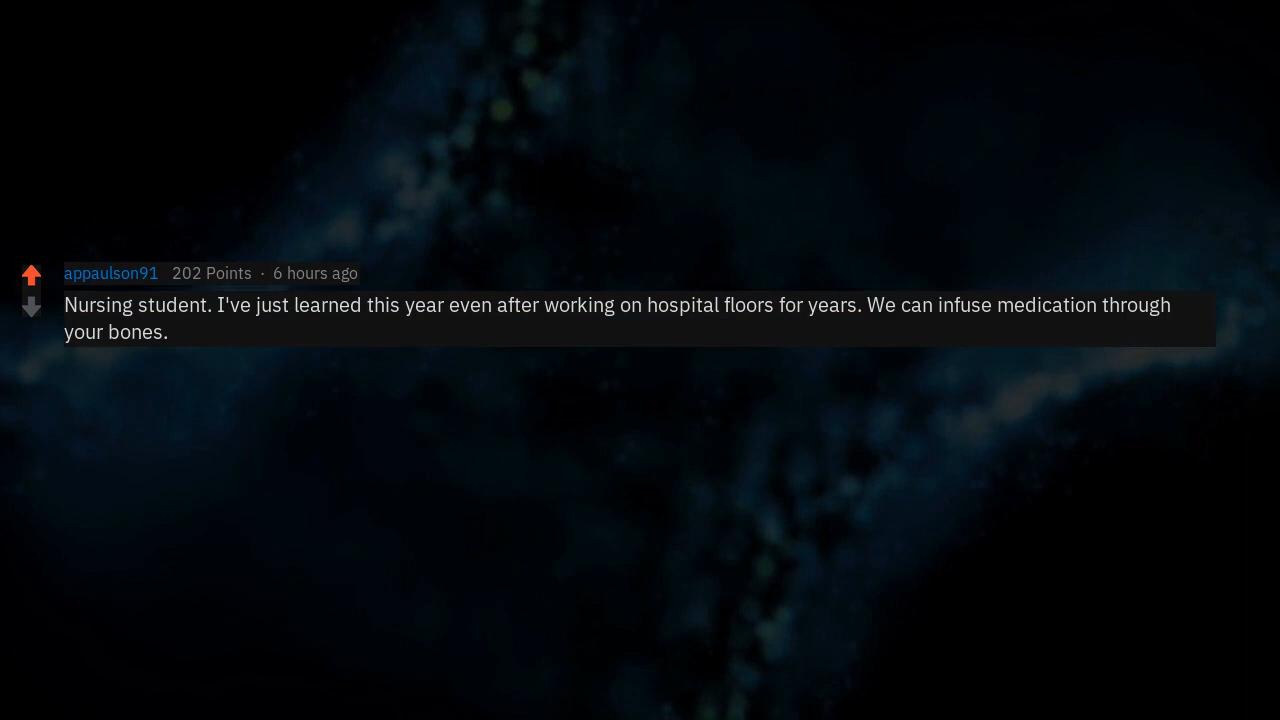 appaulson91 202 Points · 6 hours ago
Nursing student. I've just learned this year even after working on hospital floors for years. We can infuse medication through
your bones.